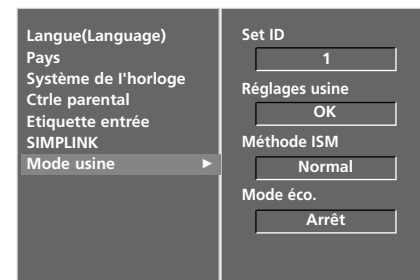 Langue(Language)
Pays
Système de l'horloge
Ctrle parental
Etiquette entrée
SIMPLINK
Mode usine ►
Set ID
1
Réglages usine
OK
Méthode ISM
Normal
Mode éco.
Arrêt